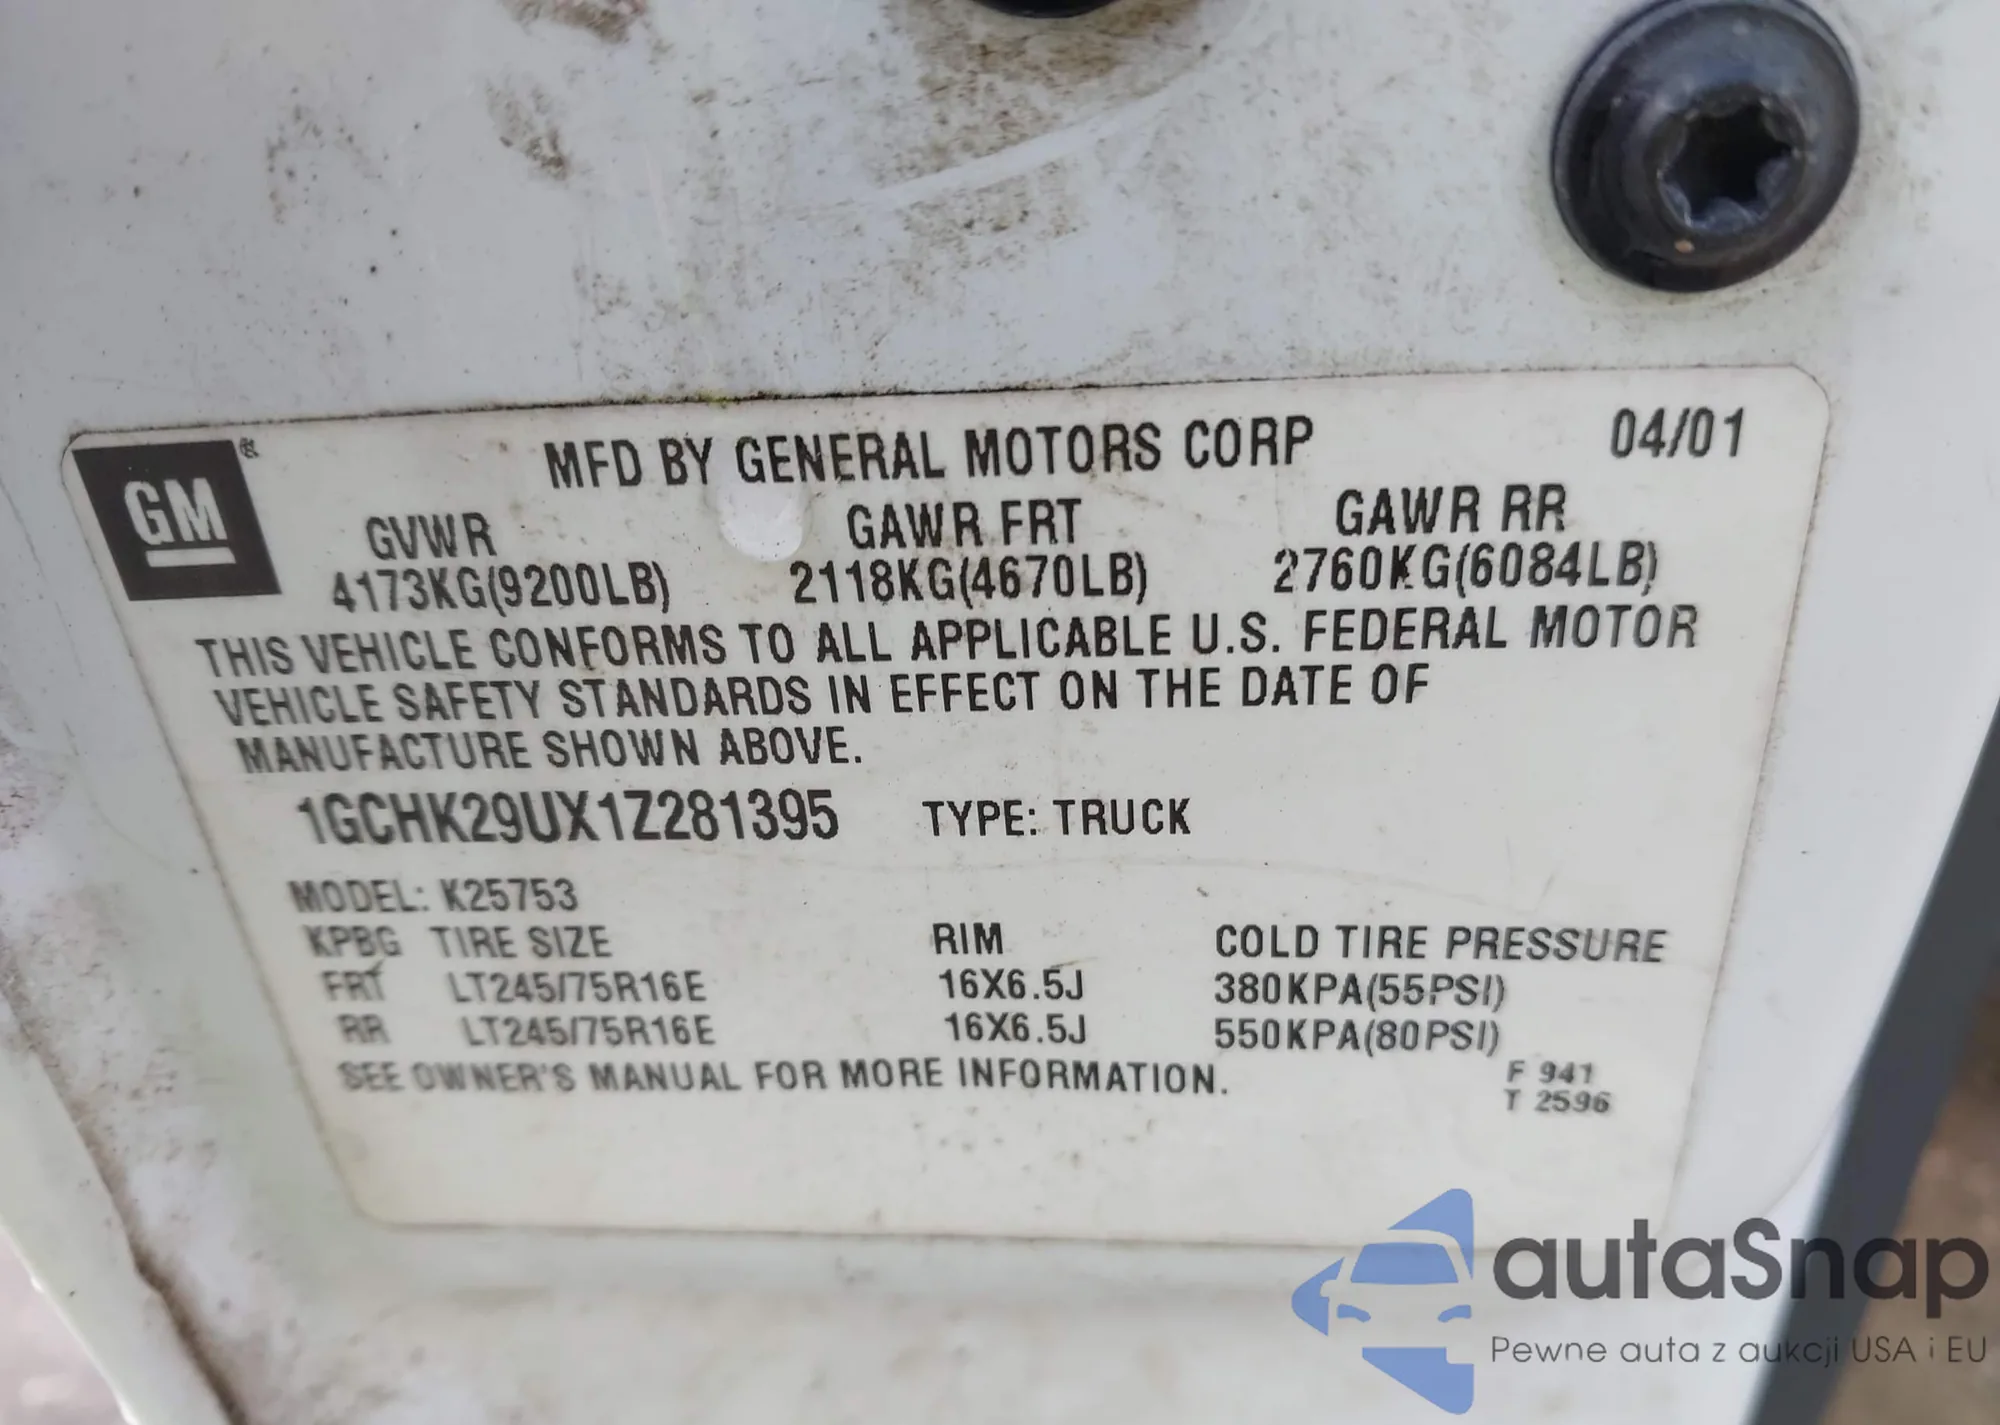 GM®
MFD BY GENERAL MOTORS CORP 04/01
GVWR GAWR FRT GAWR RR
4173KG(9200LB) 2118KG(4670LB) 2760KG(6084LB)
THIS VEHICLE CONFORMS TO ALL APPLICABLE U.S. FEDERAL MOTOR
VEHICLE SAFETY STANDARDS IN EFFECT ON THE DATE OF
MANUFACTURE SHOWN ABOVE.
1GCHK29UX1Z281395 TYPE: TRUCK
MODEL: K25753
KPBG TIRE SIZE RIM COLD TIRE PRESSURE
FRT LT245/75R16E 16X6.5J 380KPA(55PSI)
RR LT245/75R16E 16X6.5J 550KPA(80PSI)
SEE OWNER'S MANUAL FOR MORE INFORMATION.
F 941
T 2596
autaSnap
Pewne auta z aukcji USA i EU